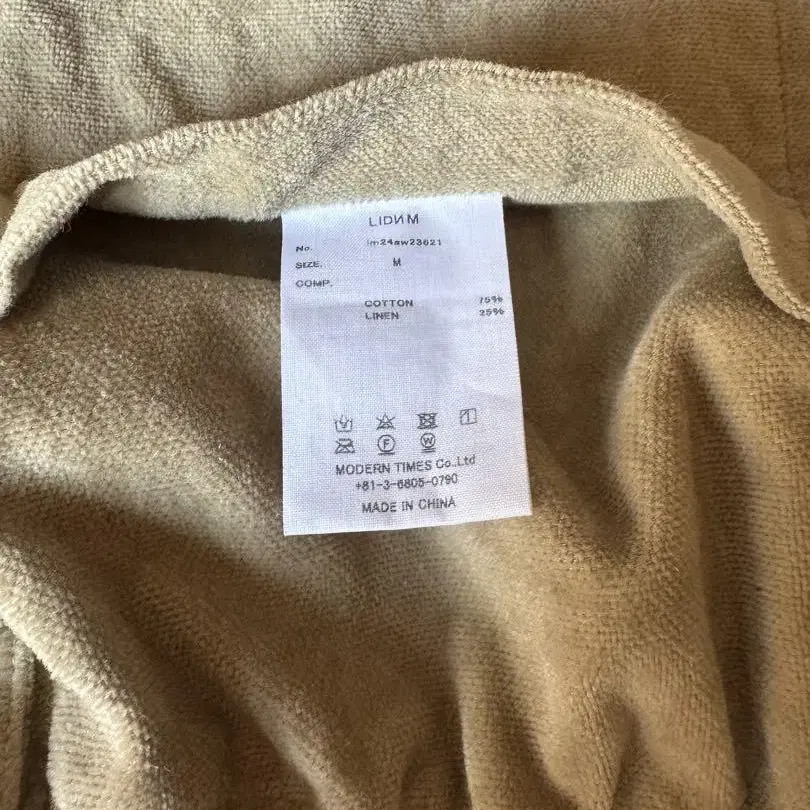 LIDИM
No. lm24aw23621
SIZE. M
COMP.
COTTON 75%
LINEN 25%
F W
MODERN TIMES Co.,Ltd
+81-3-6805-0790
MADE IN CHINA